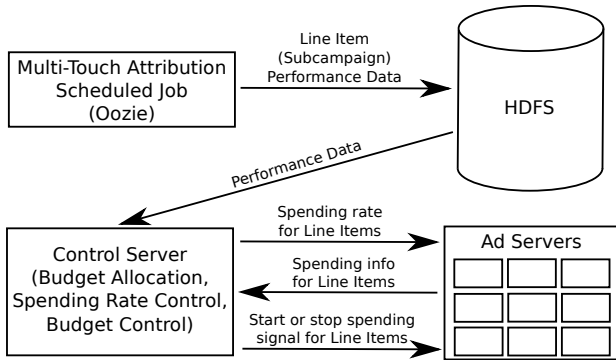 Multi-Touch Attribution
Scheduled Job
(Oozie)
Line Item
(Subcampaign)
Performance Data
HDFS
Performance Data
Control Server
(Budget Allocation,
Spending Rate Control,
Budget Control)
Spending rate
for Line Items
Spending info
for Line Items
Start or stop spending
signal for Line Items
Ad Servers